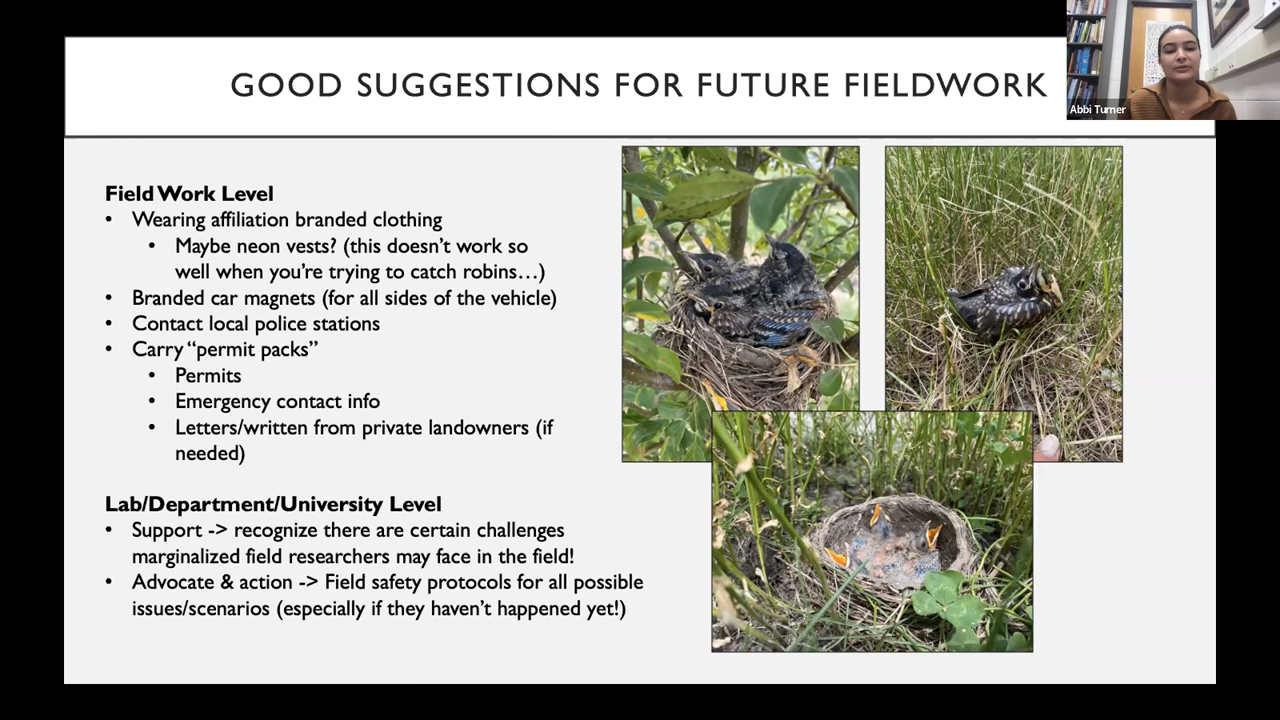 GOOD SUGGESTIONS FOR FUTURE FIELDWORK
Abbi Turner
Field Work Level
• Wearing affiliation branded clothing
• Maybe neon vests? (this doesn't work so
well when you're trying to catch robins…)
• Branded car magnets (for all sides of the vehicle)
• Contact local police stations
• Carry "permit packs"
• Permits
• Emergency contact info
• Letters/written from private landowners (if
needed)
Lab/Department/University Level
• Support -> recognize there are certain challenges
marginalized field researchers may face in the field!
• Advocate & action -> Field safety protocols for all possible
issues/scenarios (especially if they haven't happened yet!)